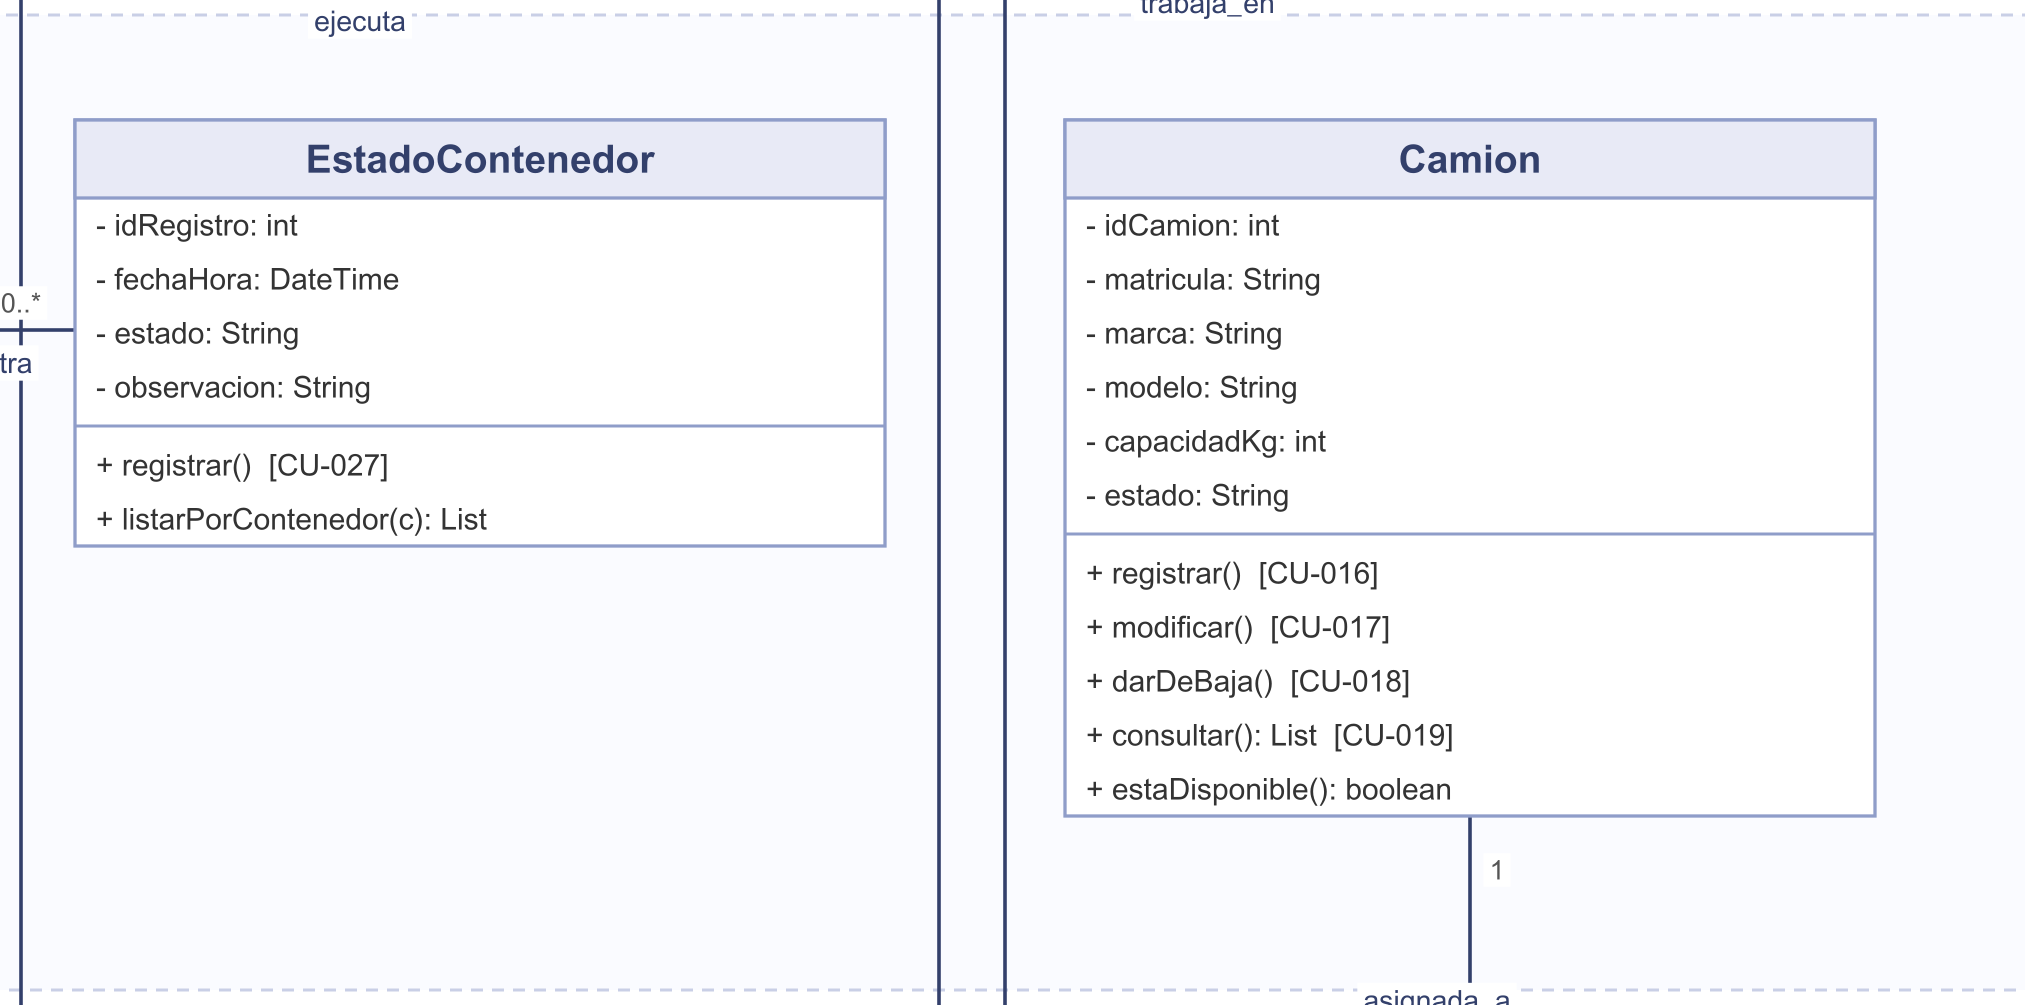 ejecuta
trabaja_en
EstadoContenedor
- idRegistro: int
- fechaHora: DateTime
- estado: String
- observacion: String
+ registrar()  [CU-027]
+ listarPorContenedor(c): List
0..*
tra
Camion
- idCamion: int
- matricula: String
- marca: String
- modelo: String
- capacidadKg: int
- estado: String
+ registrar()  [CU-016]
+ modificar()  [CU-017]
+ darDeBaja()  [CU-018]
+ consultar(): List  [CU-019]
+ estaDisponible(): boolean
1
asignada_a